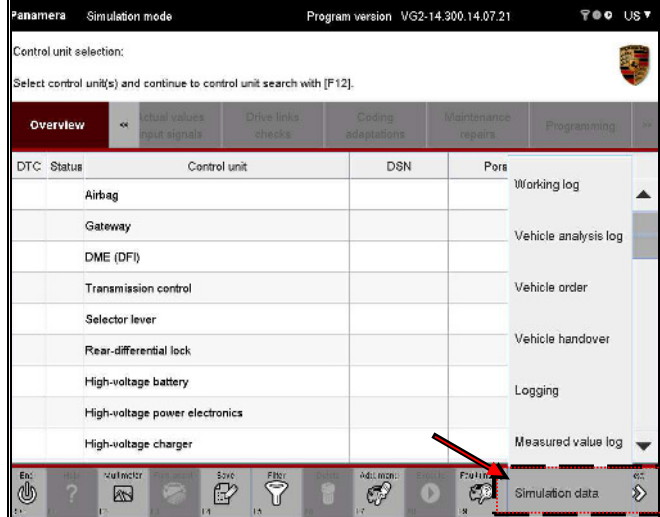 Panamera Simulation mode Program version VG2-14.300.14.07.21 US
Control unit selection:
Select control unit(s) and continue to control unit search with [F12].
Overview « Actual values Drive links Coding Maintenance Programming »
input signals checks adaptations repairs
DTC Status Control unit DSN Pors
Airbag
Gateway
DME (DFI)
Transmission control
Selector lever
Rear-differential lock
High-voltage battery
High-voltage power electronics
High-voltage charger
Working log
Vehicle analysis log
Vehicle order
Vehicle handover
Logging
Measured value log
Simulation data
End Help Multimeter Save Filter Delete Execute